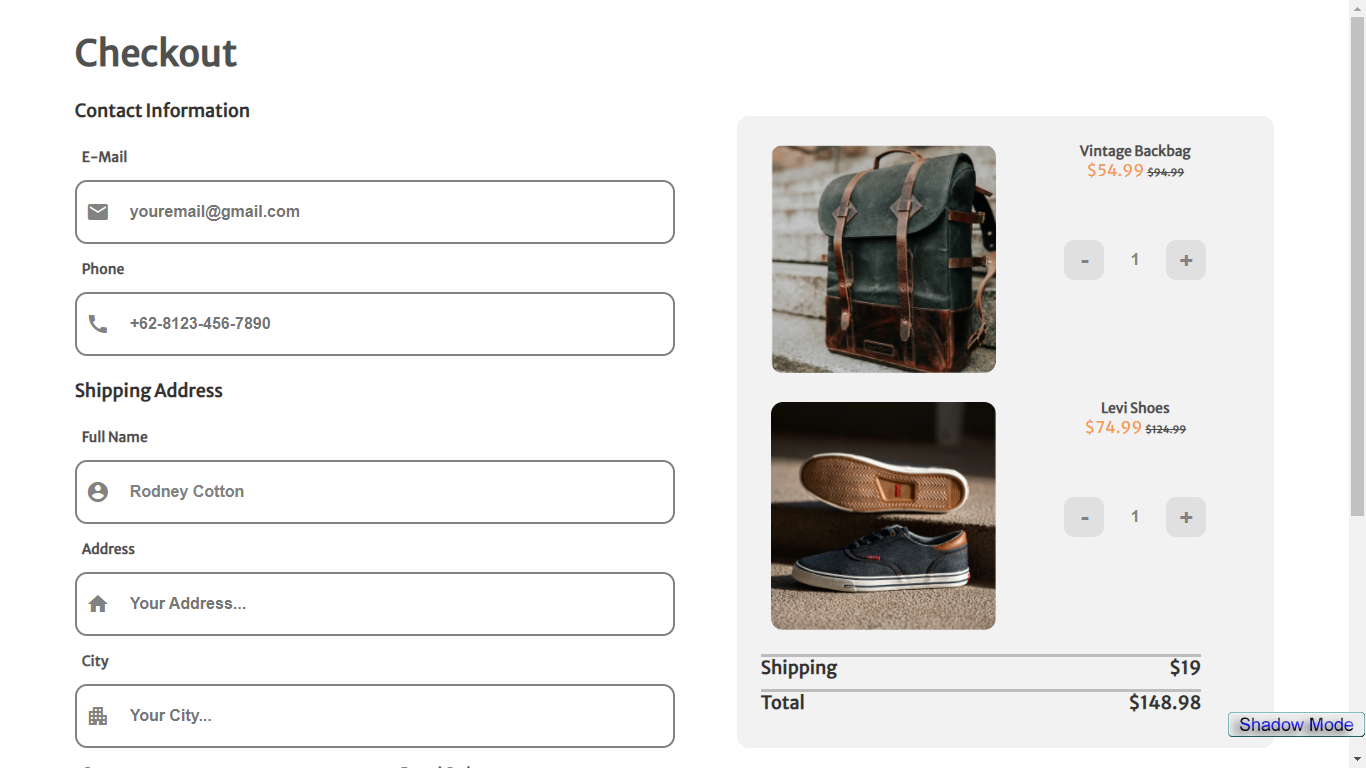 Checkout
Contact Information
E-Mail
youremail@gmail.com
Phone
+62-8123-456-7890
Shipping Address
Full Name
Rodney Cotton
Address
Your Address...
City
Your City...
Vintage Backbag
$54.99 $94.99
- 1 +
Levi Shoes
$74.99 $124.99
- 1 +
Shipping $19
Total $148.98
Shadow Mode